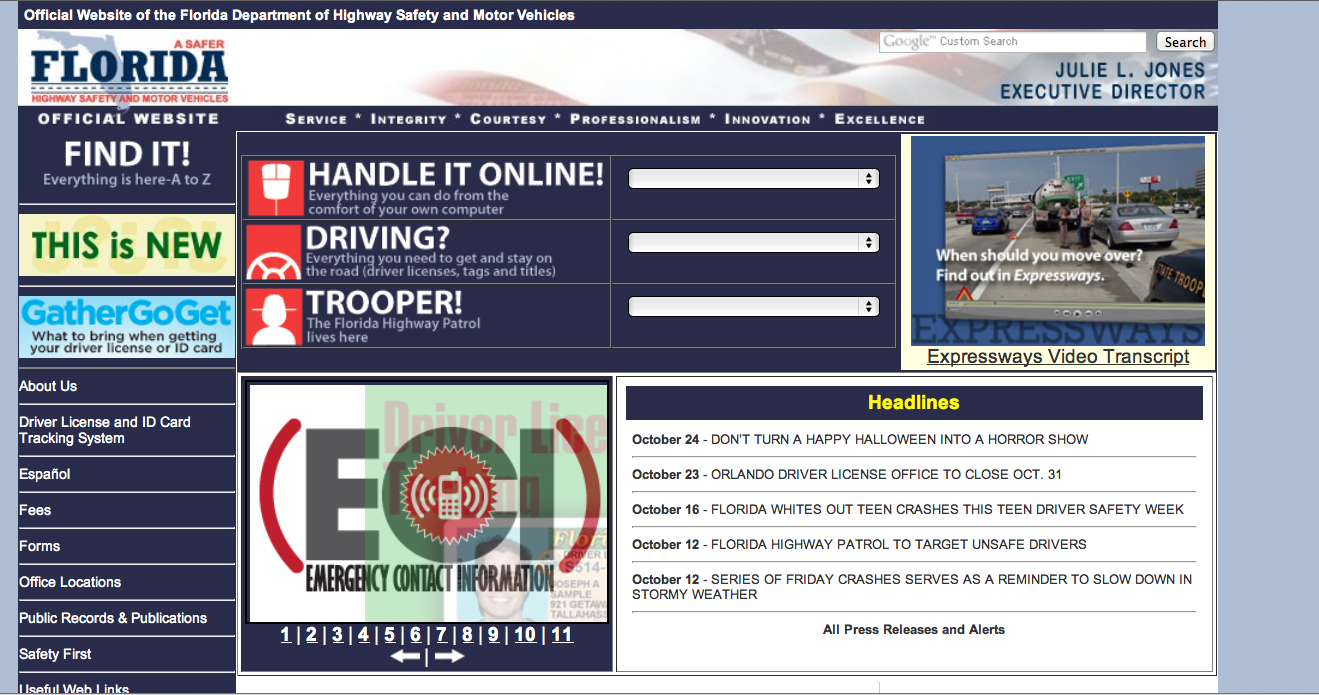 Official Website of the Florida Department of Highway Safety and Motor Vehicles
A SAFER
FLORIDA
HIGHWAY SAFETY AND MOTOR VEHICLES
OFFICIAL WEBSITE
Google™ Custom Search
Search
JULIE L. JONES
EXECUTIVE DIRECTOR
SERVICE * INTEGRITY * COURTESY * PROFESSIONALISM * INNOVATION * EXCELLENCE
FIND IT!
Everything is here-A to Z
THIS is NEW
GatherGoGet
What to bring when getting
your driver license or ID card
About Us
Driver License and ID Card
Tracking System
Español
Fees
Forms
Office Locations
Public Records & Publications
Safety First
Useful Web Links
HANDLE IT ONLINE!
Everything you can do from the
comfort of your own computer
DRIVING?
Everything you need to get and stay on
the road (driver licenses, tags and titles)
TROOPER!
The Florida Highway Patrol
lives here
When should you move over?
Find out in Expressways.
STATE TROOP
EXPRESSWAYS
Expressways Video Transcript
Driver Lice
ECI
EMERGENCY CONTACT INFORMATION
Flori
DRIVER L
S514-
JOSEPH A
SAMPLE
921 GETAW
TALLAHASS
1 | 2 | 3 | 4 | 5 | 6 | 7 | 8 | 9 | 10 | 11
Headlines
October 24 - DON'T TURN A HAPPY HALLOWEEN INTO A HORROR SHOW
October 23 - ORLANDO DRIVER LICENSE OFFICE TO CLOSE OCT. 31
October 16 - FLORIDA WHITES OUT TEEN CRASHES THIS TEEN DRIVER SAFETY WEEK
October 12 - FLORIDA HIGHWAY PATROL TO TARGET UNSAFE DRIVERS
October 12 - SERIES OF FRIDAY CRASHES SERVES AS A REMINDER TO SLOW DOWN IN
STORMY WEATHER
All Press Releases and Alerts